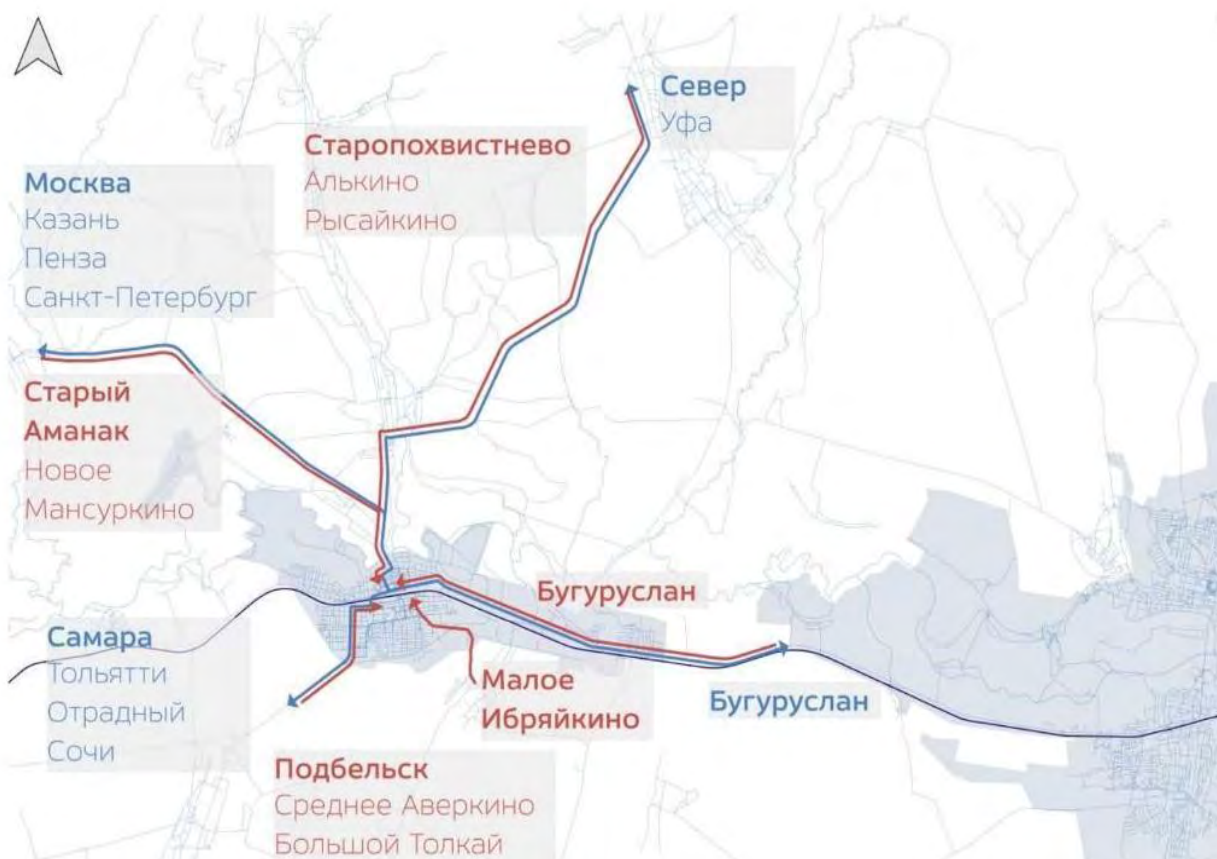 Север
Уфа
Старопохвистнево
Алькино
Рысайкино
Москва
Казань
Пенза
Санкт-Петербург
Старый
Аманак
Новое
Мансуркино
Бугуруслан
Самара
Тольятти
Отрадный
Сочи
Малое
Ибряйкино
Бугуруслан
Подбельск
Среднее Аверкино
Большой Толкай